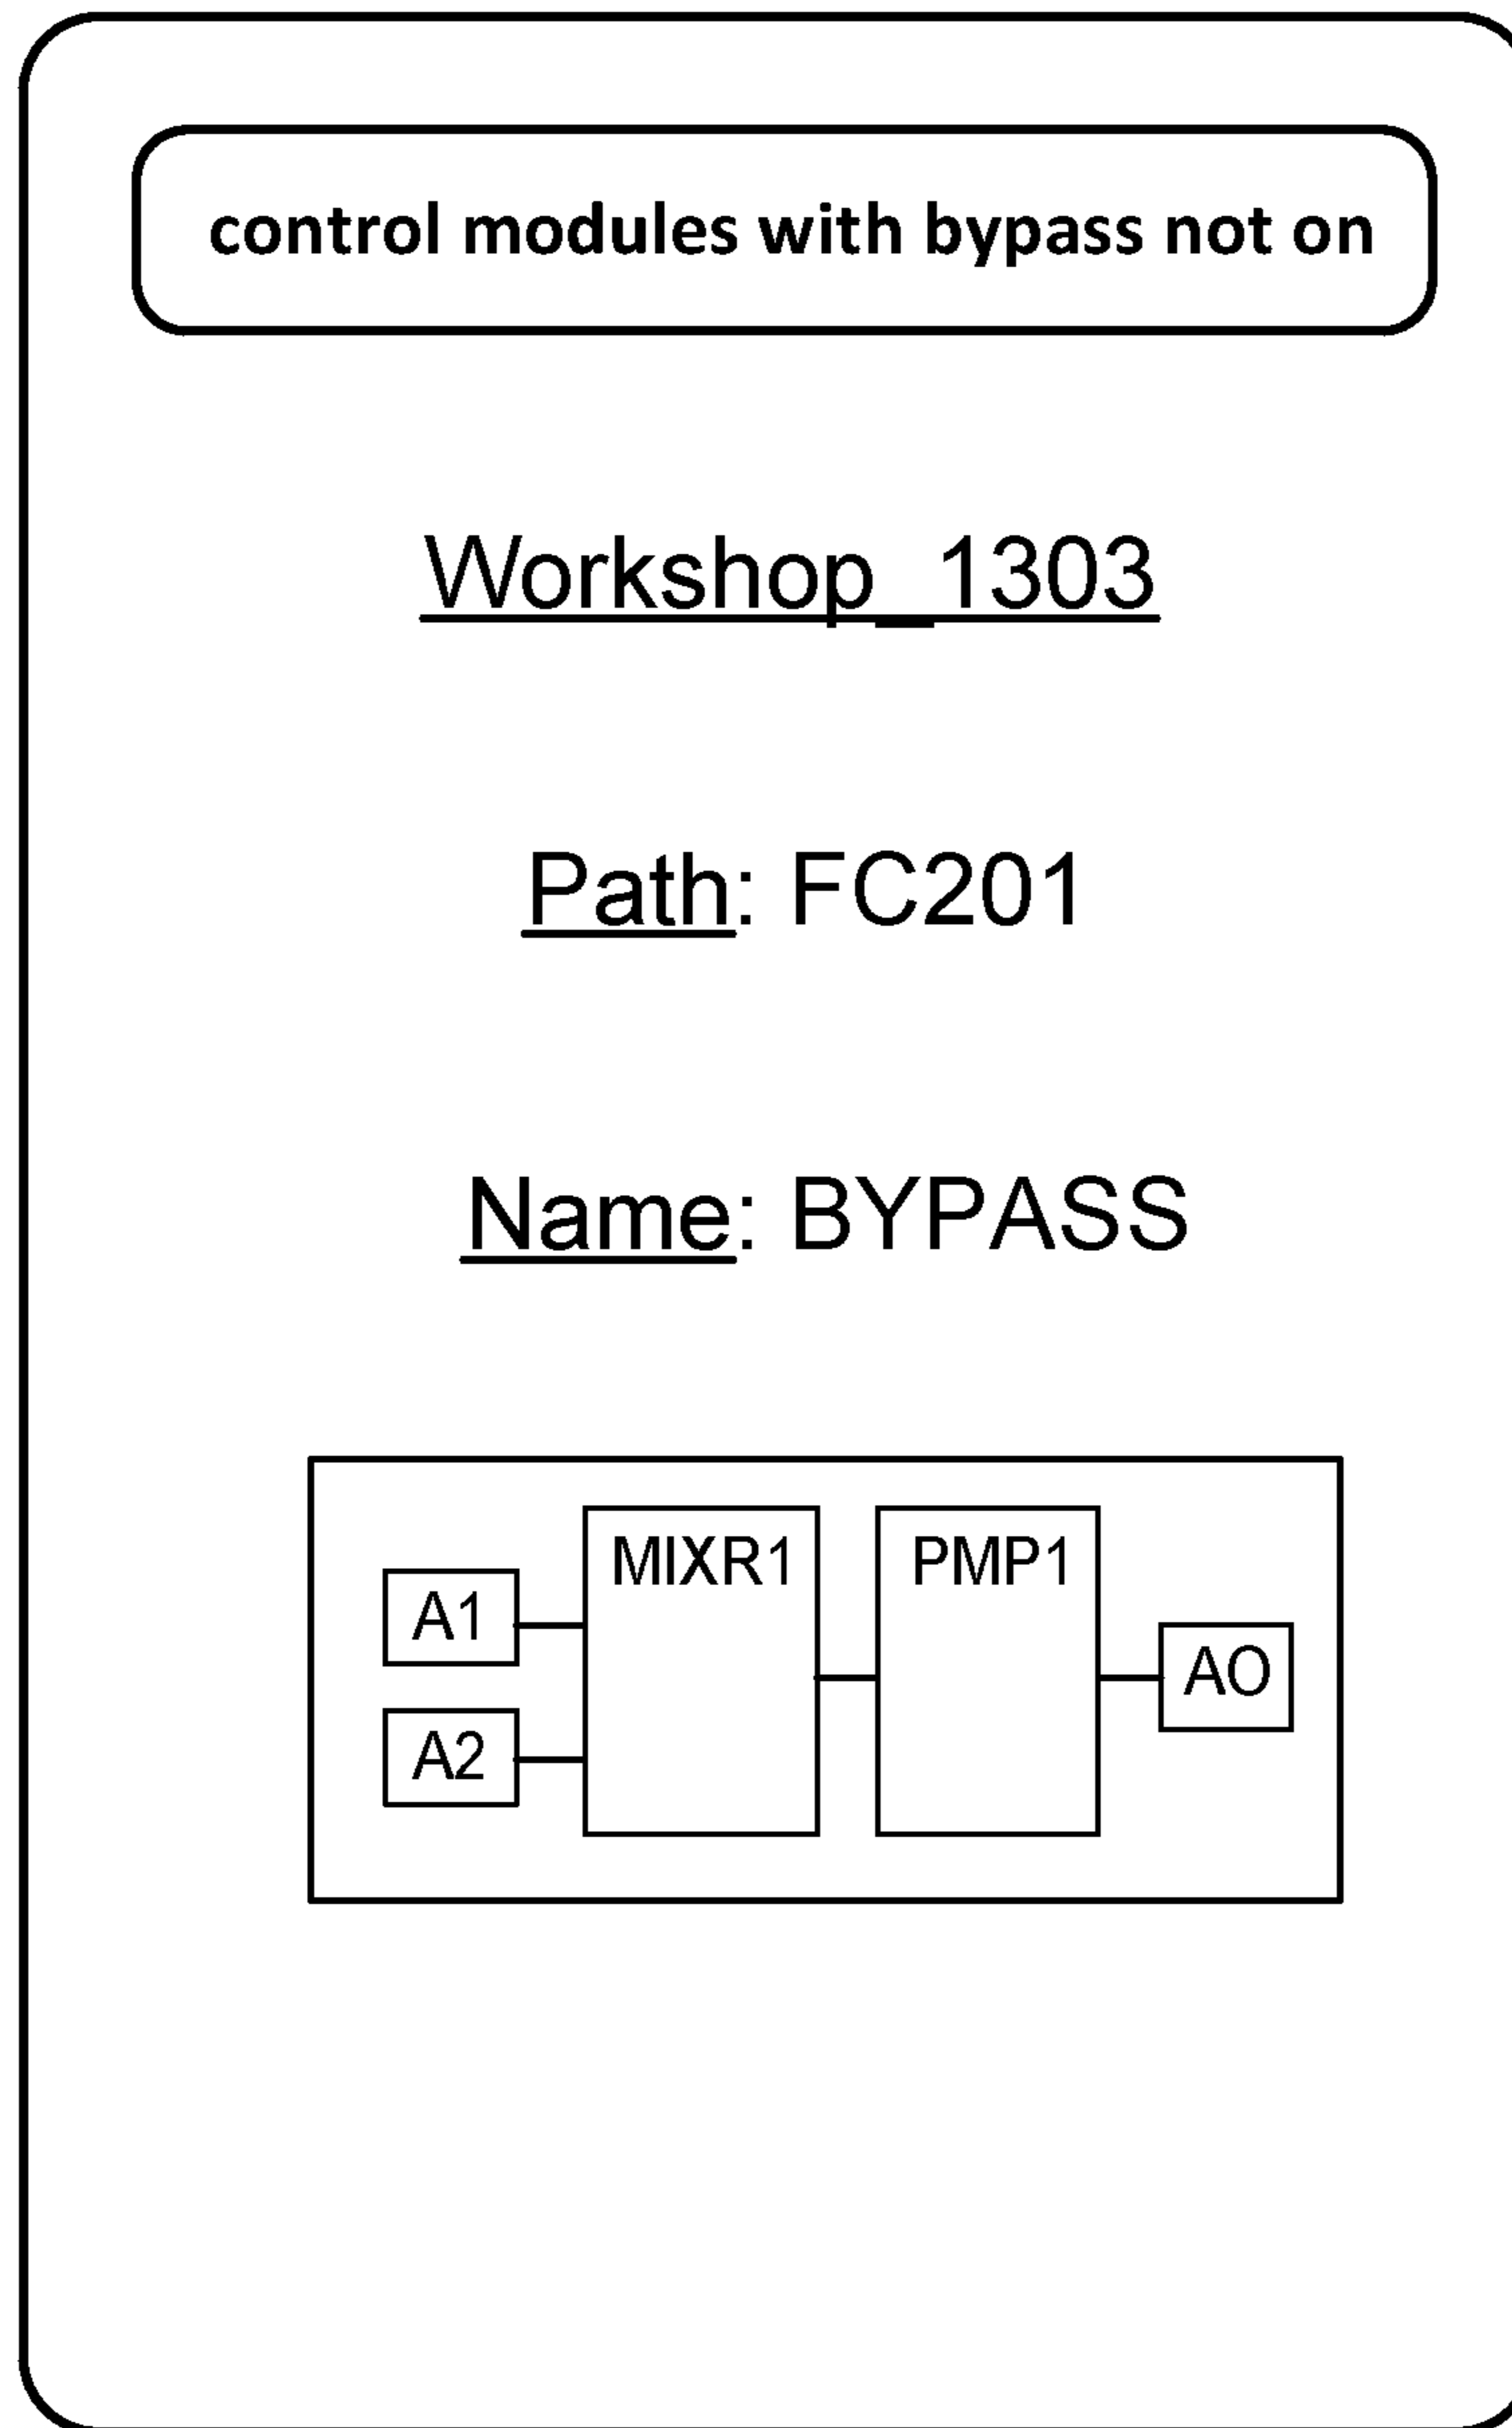 control modules with bypass not on
Workshop_1303
Path: FC201
Name: BYPASS
MIXR1 PMP1
A1
AO
A2